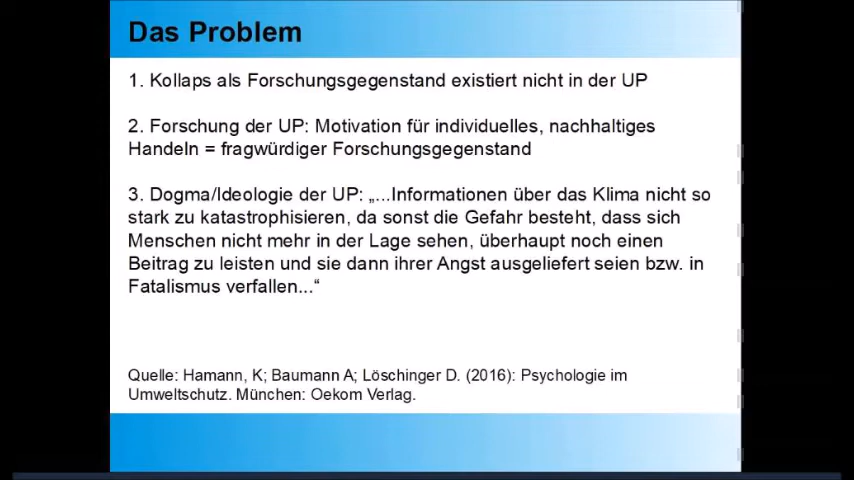 Das Problem
1. Kollaps als Forschungsgegenstand existiert nicht in der UP
2. Forschung der UP: Motivation für individuelles, nachhaltiges
Handeln = fragwürdiger Forschungsgegenstand
3. Dogma/Ideologie der UP: „...Informationen über das Klima nicht so
stark zu katastrophisieren, da sonst die Gefahr besteht, dass sich
Menschen nicht mehr in der Lage sehen, überhaupt noch einen
Beitrag zu leisten und sie dann ihrer Angst ausgeliefert seien bzw. in
Fatalismus verfallen...“
Quelle: Hamann, K; Baumann A; Löschinger D. (2016): Psychologie im
Umweltschutz. München: Oekom Verlag.